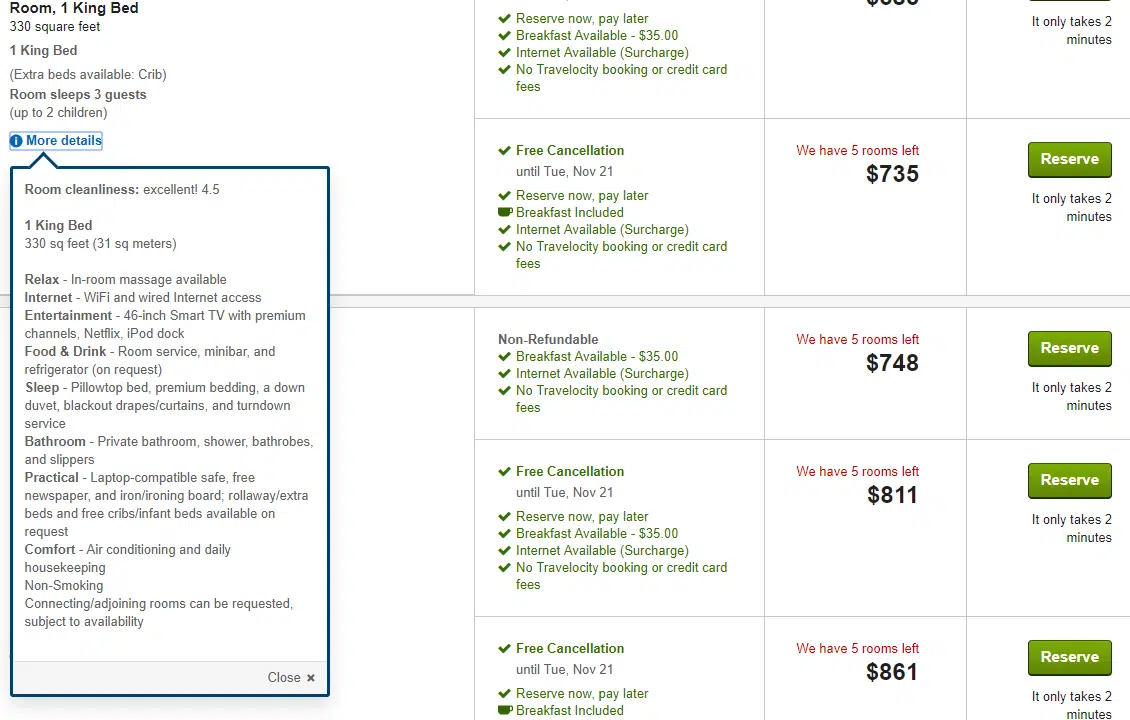 Room, 1 King Bed
330 square feet
1 King Bed
(Extra beds available: Crib)
Room sleeps 3 guests
(up to 2 children)
More details
Room cleanliness: excellent! 4.5
1 King Bed
330 sq feet (31 sq meters)
Relax - In-room massage available
Internet - WiFi and wired Internet access
Entertainment - 46-inch Smart TV with premium
channels, Netflix, iPod dock
Food & Drink - Room service, minibar, and
refrigerator (on request)
Sleep - Pillowtop bed, premium bedding, a down
duvet, blackout drapes/curtains, and turndown
service
Bathroom - Private bathroom, shower, bathrobes,
and slippers
Practical - Laptop-compatible safe, free
newspaper, and iron/ironing board; rollaway/extra
beds and free cribs/infant beds available on
request
Comfort - Air conditioning and daily
housekeeping
Non-Smoking
Connecting/adjoining rooms can be requested,
subject to availability
Close ×
Reserve now, pay later
Breakfast Available - $35.00
Internet Available (Surcharge)
No Travelocity booking or credit card
fees
It only takes 2
minutes
Free Cancellation
until Tue, Nov 21
Reserve now, pay later
Breakfast Included
Internet Available (Surcharge)
No Travelocity booking or credit card
fees
We have 5 rooms left
$735
Reserve
It only takes 2
minutes
Non-Refundable
Breakfast Available - $35.00
Internet Available (Surcharge)
No Travelocity booking or credit card
fees
We have 5 rooms left
$748
Reserve
It only takes 2
minutes
Free Cancellation
until Tue, Nov 21
Reserve now, pay later
Breakfast Available - $35.00
Internet Available (Surcharge)
No Travelocity booking or credit card
fees
We have 5 rooms left
$811
Reserve
It only takes 2
minutes
Free Cancellation
until Tue, Nov 21
Reserve now, pay later
Breakfast Included
We have 5 rooms left
$861
Reserve
It only takes 2
minutes